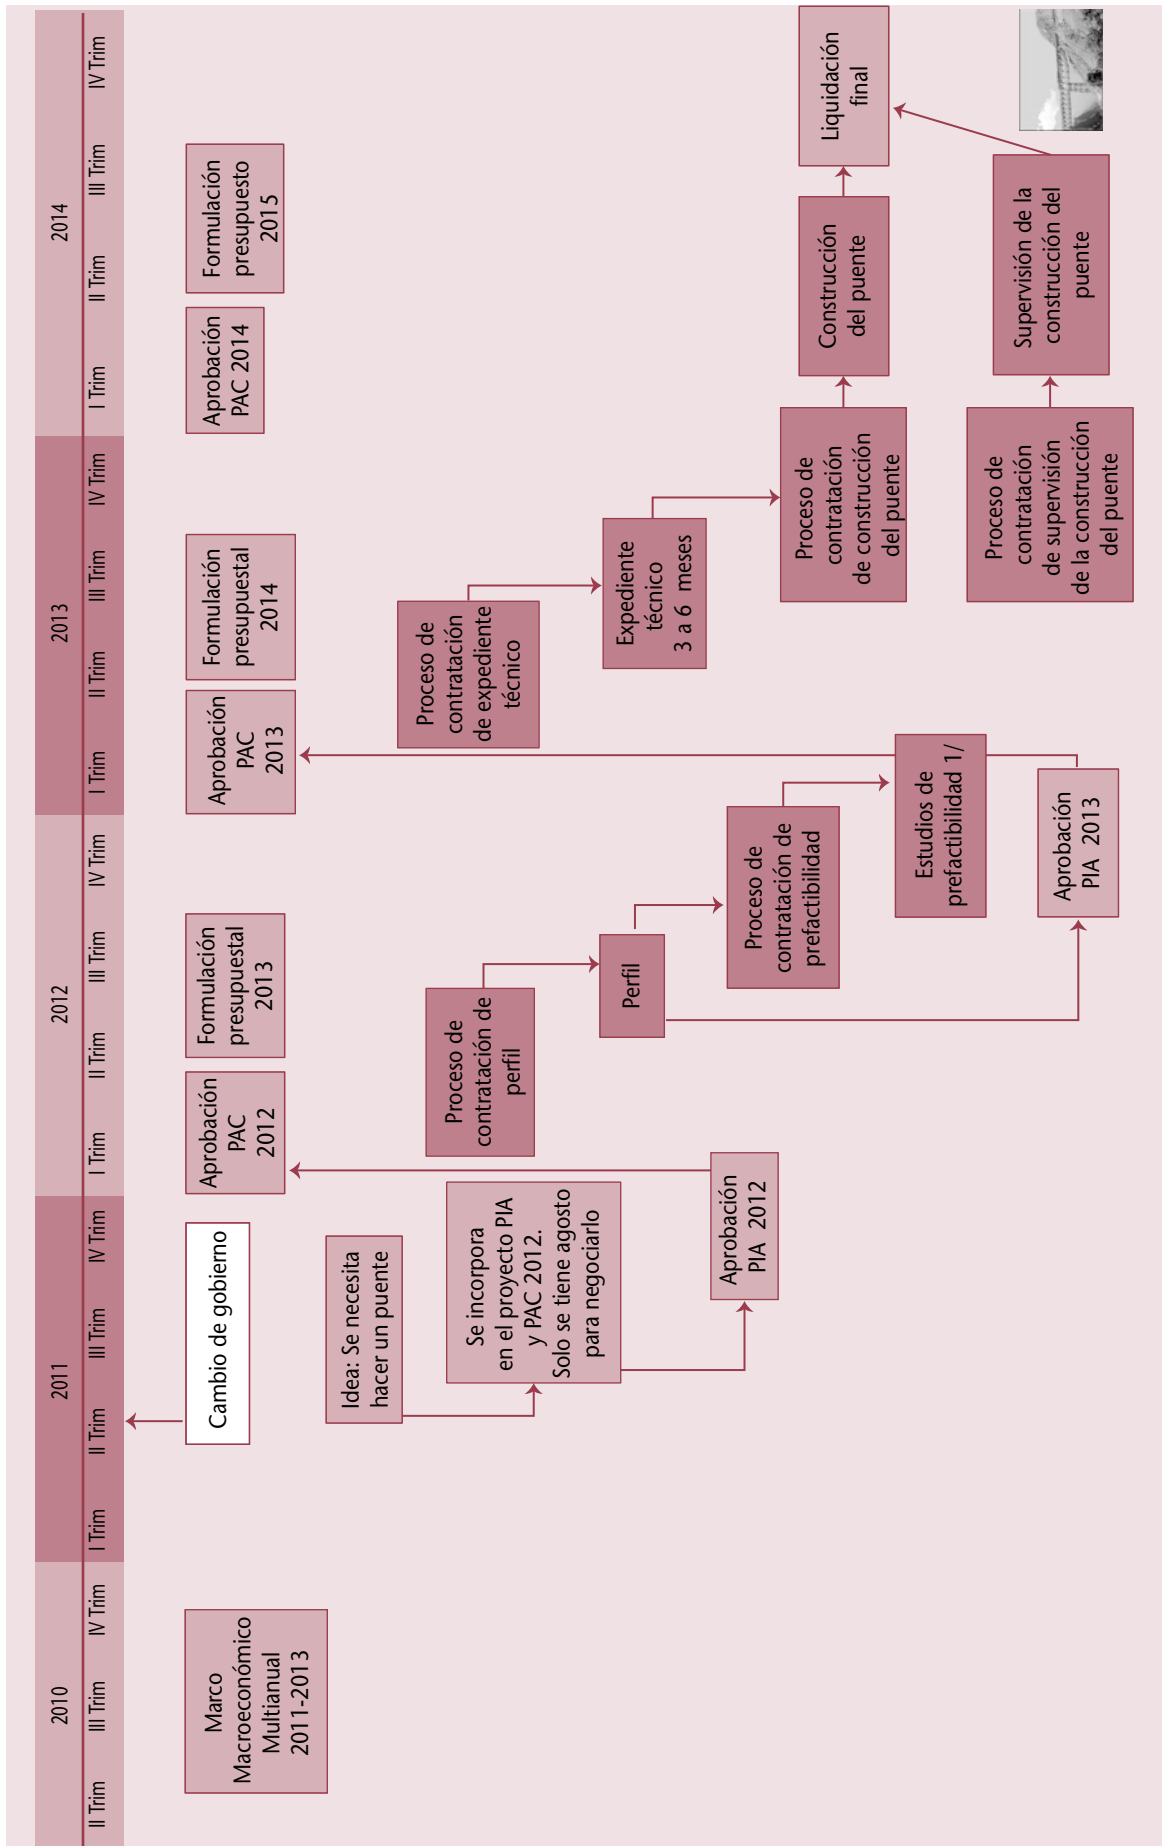 2010
2011
2012
2013
2014
II Trim
III Trim
IV Trim
I Trim
II Trim
III Trim
IV Trim
I Trim
II Trim
III Trim
IV Trim
I Trim
II Trim
III Trim
IV Trim
I Trim
II Trim
III Trim
IV Trim
Marco
Macroeconómico
Multianual
2011-2013
Cambio de gobierno
Aprobación
PAC
2012
Formulación
presupuestal
2013
Aprobación
PAC
2013
Formulación
presupuestal
2014
Aprobación
PAC 2014
Formulación
presupuesto
2015
Idea: Se necesita
hacer un puente
Se incorpora
en el proyecto PIA
y PAC 2012.
Solo se tiene agosto
para negociarlo
Aprobación
PIA 2012
Proceso de
contratación de
perfil
Perfil
Proceso de
contratación de
prefactibilidad
Estudios de
prefactibilidad 1/
Aprobación
PIA 2013
Proceso de
contratación
de expediente
técnico
Expediente
técnico
3 a 6 meses
Proceso de
contratación
de construcción
del puente
Construcción
del puente
Liquidación
final
Proceso de
contratación
de supervisión
de la construcción
del puente
Supervisión de la
construcción del
puente